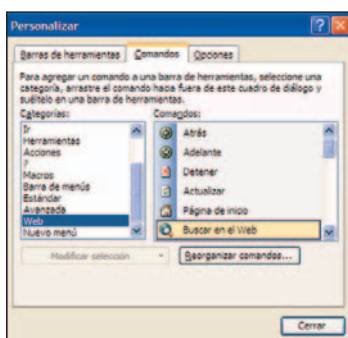 Personalizar
Barras de herramientas Comandos Opciones
Para agregar un comando a una barra de herramientas, seleccione una
categoría, arrastre el comando hacia fuera de este cuadro de diálogo y
suéltelo en una barra de herramientas.
Categorías: Comandos:
Ir
Herramientas
Acciones
?
Macros
Barra de menús
Estándar
Avanzada
Web
Nuevo menú
Atrás
Adelante
Detener
Actualizar
Página de inicio
Buscar en el Web
Modificar selección
Reorganizar comandos...
Cerrar